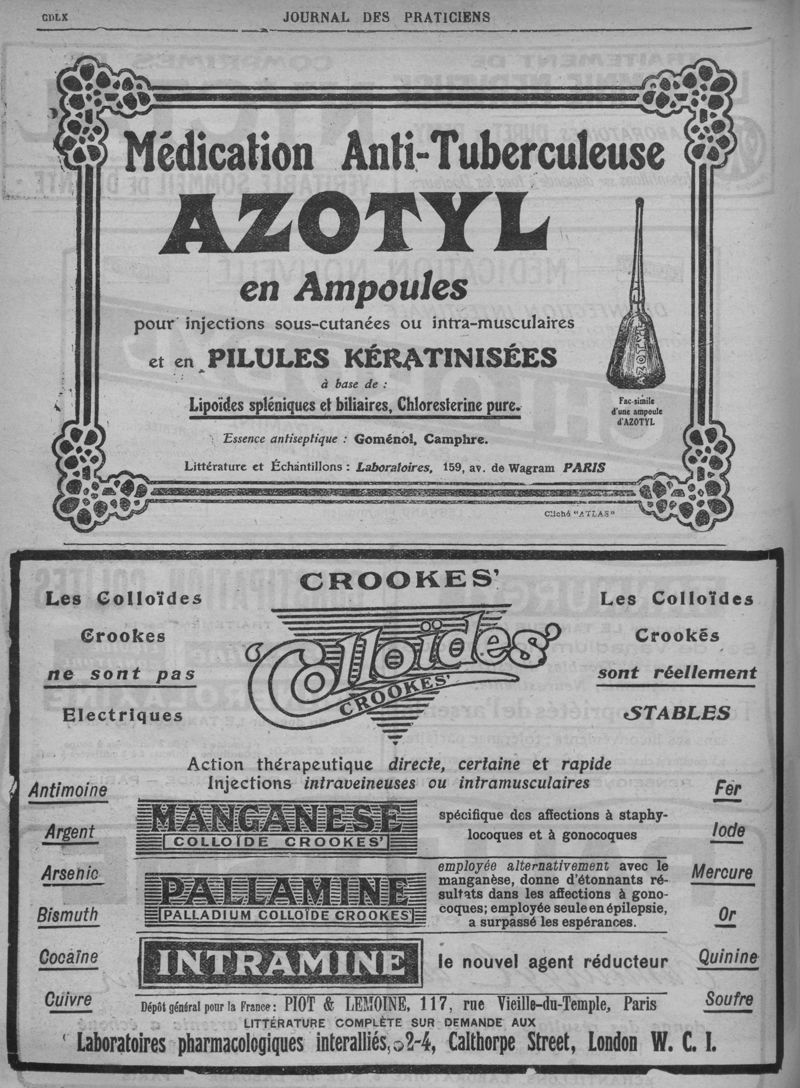 CDLX
JOURNAL DES PRATICIENS
Médication Anti-Tuberculeuse
AZOTYL
en Ampoules
pour injections sous-cutanées ou intra-musculaires
et en PILULES KÉRATINISÉES
à base de :
Lipoïdes spléniques et biliaires, Chloresterine pure.
Essence antiseptique : Goménol, Camphre.
Littérature et Échantillons : Laboratoires, 159, av. de Wagram PARIS
AZOTYL
Fac-simile
d'une ampoule
d'AZOTYL
Cliché "ATLAS"
CROOKES'
'Colloïdes'
CROOKES'
Les Colloïdes
Crookes
ne sont pas
Electriques
Les Colloïdes
Crookés
sont réellement
STABLES
Action thérapeutique directe, certaine et rapide
Injections intraveineuses ou intramusculaires
Antimoine
Argent
Arsenic
Bismuth
Cocaïne
Cuivre
MANGANESE
COLLOÏDE CROOKES'
spécifique des affections à staphy-
locoques et à gonocoques
PALLAMINE
PALLADIUM COLLOÏDE CROOKES
employée alternativement avec le
manganèse, donne d'étonnants ré-
sultats dans les affections à gono-
coques; employée seule en épilepsie,
a surpassé les espérances.
INTRAMINE
le nouvel agent réducteur
Fer
Iode
Mercure
Or
Quinine
Soufre
Dépôt général pour la France : PIOT & LEMOINE, 117, rue Vieille-du-Temple, Paris
LITTÉRATURE COMPLÈTE SUR DEMANDE AUX
Laboratoires pharmacologiques interalliés, 2-4, Calthorpe Street, London W. C. I.